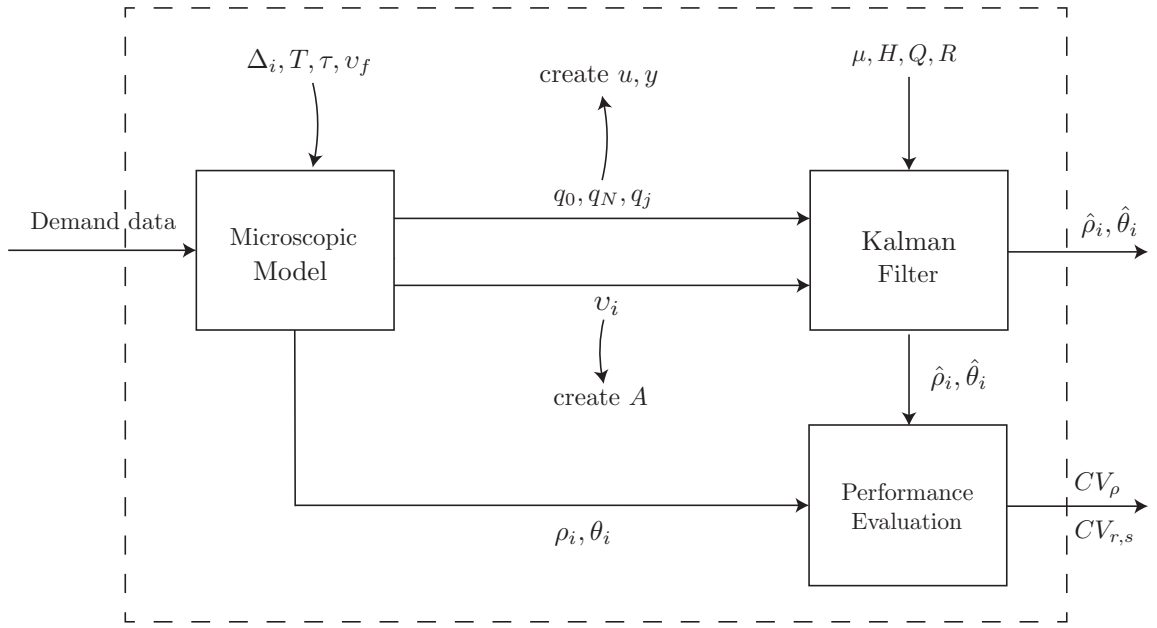 Δ_i, T, τ, υ_f
create u, y
μ, H, Q, R
Demand data
Microscopic
Model
q_0, q_N, q_j
Kalman
Filter
ρ̂_i, θ̂_i
υ_i
create A
ρ̂_i, θ̂_i
Performance
Evaluation
CV_ρ
CV_{r,s}
ρ_i, θ_i